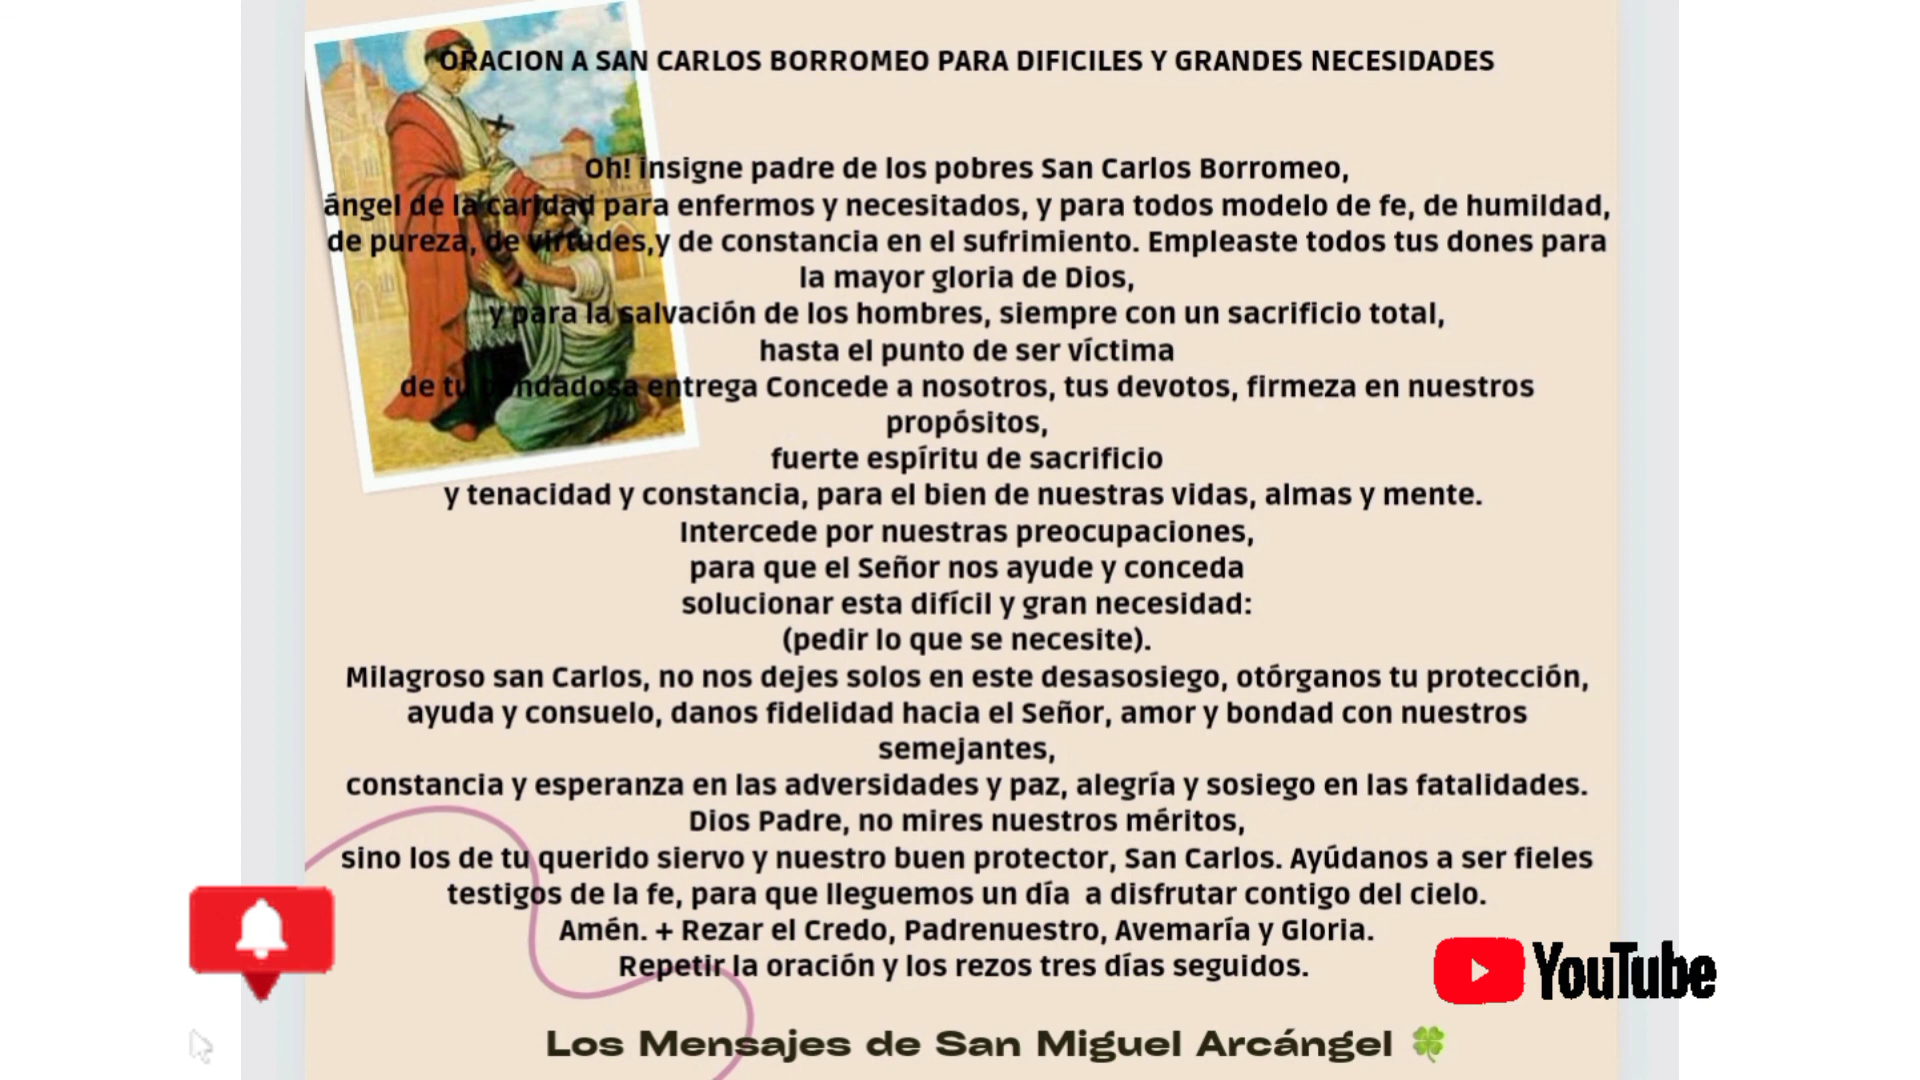 ORACION A SAN CARLOS BORROMEO PARA DIFICILES Y GRANDES NECESIDADES
Oh! insigne padre de los pobres San Carlos Borromeo,
ángel de la caridad para enfermos y necesitados, y para todos modelo de fe, de humildad,
de pureza, de virtudes,y de constancia en el sufrimiento. Empleaste todos tus dones para
la mayor gloria de Dios,
y para la salvación de los hombres, siempre con un sacrificio total,
hasta el punto de ser víctima
de tu bondadosa entrega Concede a nosotros, tus devotos, firmeza en nuestros
propósitos,
fuerte espíritu de sacrificio
y tenacidad y constancia, para el bien de nuestras vidas, almas y mente.
Intercede por nuestras preocupaciones,
para que el Señor nos ayude y conceda
solucionar esta difícil y gran necesidad:
(pedir lo que se necesite).
Milagroso san Carlos, no nos dejes solos en este desasosiego, otórganos tu protección,
ayuda y consuelo, danos fidelidad hacia el Señor, amor y bondad con nuestros
semejantes,
constancia y esperanza en las adversidades y paz, alegría y sosiego en las fatalidades.
Dios Padre, no mires nuestros méritos,
sino los de tu querido siervo y nuestro buen protector, San Carlos. Ayúdanos a ser fieles
testigos de la fe, para que lleguemos un día a disfrutar contigo del cielo.
Amén. + Rezar el Credo, Padrenuestro, Avemaría y Gloria.
Repetir la oración y los rezos tres días seguidos.
YouTube
Los Mensajes de San Miguel Arcángel 🍀